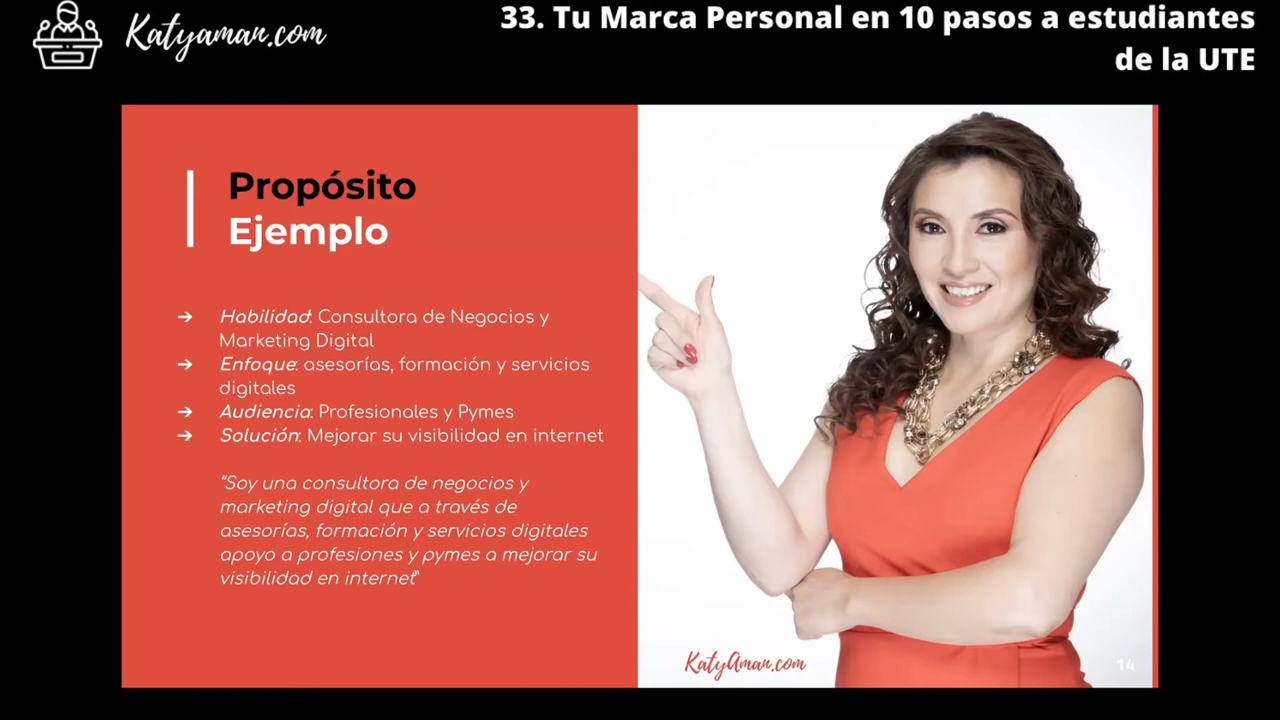 Katyaman.com
33. Tu Marca Personal en 10 pasos a estudiantes
de la UTE
Propósito
Ejemplo
➔ Habilidad: Consultora de Negocios y
Marketing Digital
➔ Enfoque: asesorías, formación y servicios
digitales
➔ Audiencia: Profesionales y Pymes
➔ Solución: Mejorar su visibilidad en internet
“Soy una consultora de negocios y
marketing digital que a través de
asesorías, formación y servicios digitales
apoyo a profesiones y pymes a mejorar su
visibilidad en internet”
KatyAman.com
14